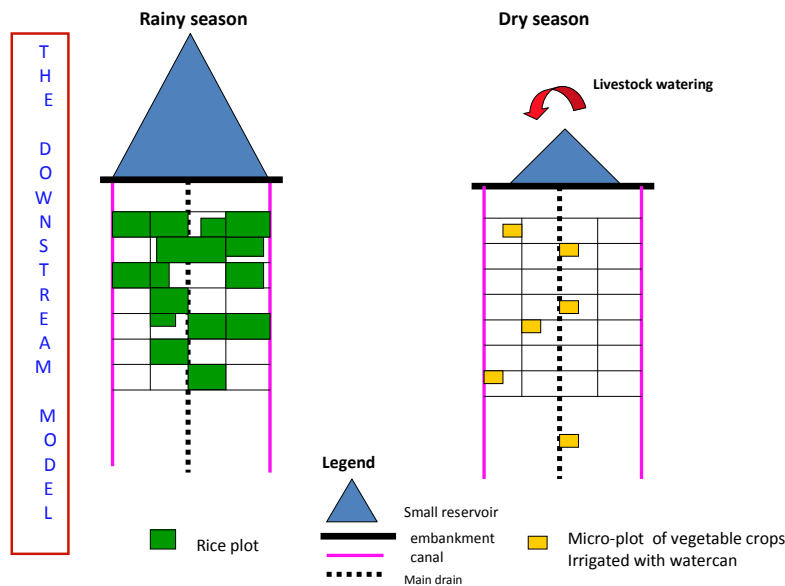 THE DOWNSTREAM MODEL
Rainy season
Dry season
Livestock watering
Legend
Small reservoir
embankment
canal
Main drain
Rice plot
Micro-plot of vegetable crops
Irrigated with watercan